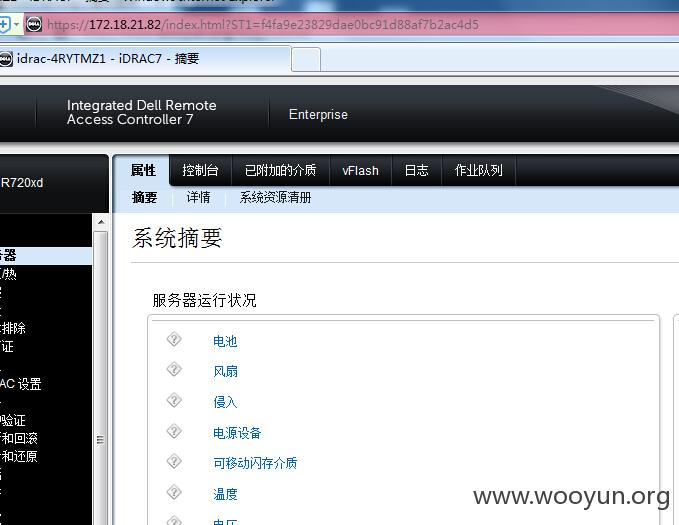 https://172.18.21.82/index.html?ST1=f4fa9e23829dae0bc91d88af7b2ac4d5
idrac-4RYTMZ1 - iDRAC7 - 摘要
Integrated Dell Remote
Access Controller 7
Enterprise
R720xd
属性 控制台 已附加的介质 vFlash 日志 作业队列
摘要 详情 系统资源清册
系统摘要
服务器运行状况
器
/热
排除
证
AC 设置
验证
和回滚
和还原
电池
风扇
侵入
电源设备
可移动闪存介质
温度
电压
www.wooyun.org